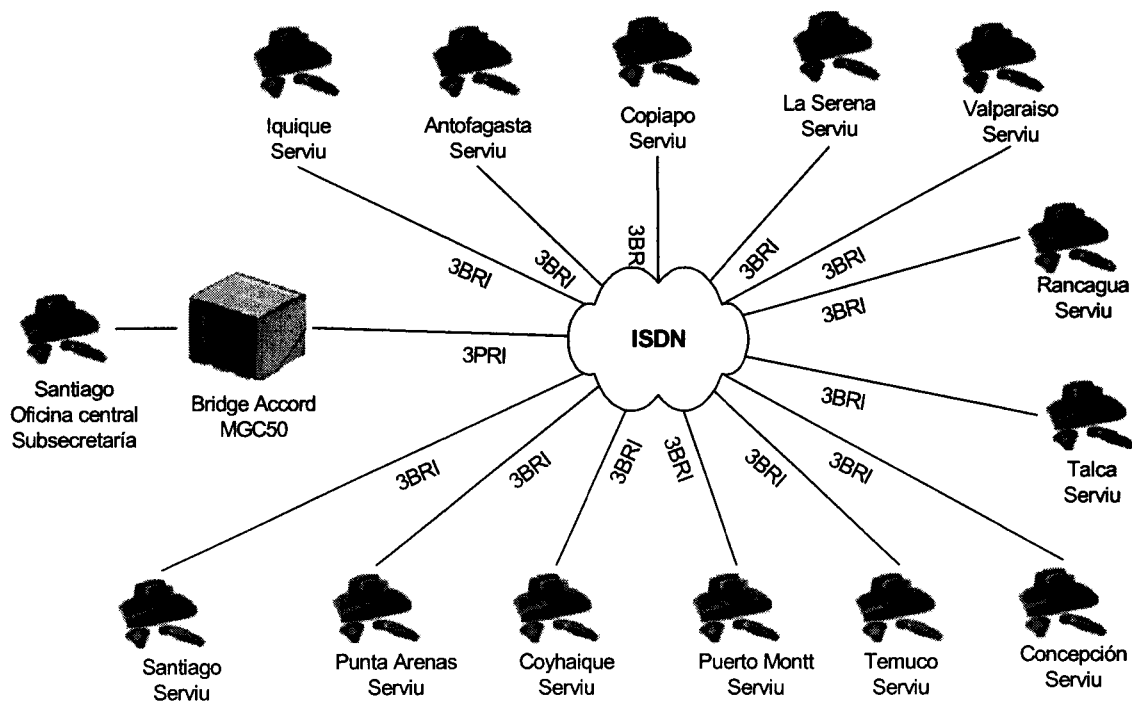 Iquique
Serviu
Antofagasta
Serviu
Copiapo
Serviu
La Serena
Serviu
Valparaiso
Serviu
3BRI
3BRI
3BRI
3BRI
3BRI
Rancagua
Serviu
3BRI
ISDN
3PRI
Santiago
Oficina central
Subsecretaría
Bridge Accord
MGC50
3BRI
Talca
Serviu
3BRI
3BRI
3BRI
3BRI
3BRI
3BRI
Santiago
Serviu
Punta Arenas
Serviu
Coyhaique
Serviu
Puerto Montt
Serviu
Temuco
Serviu
Concepción
Serviu